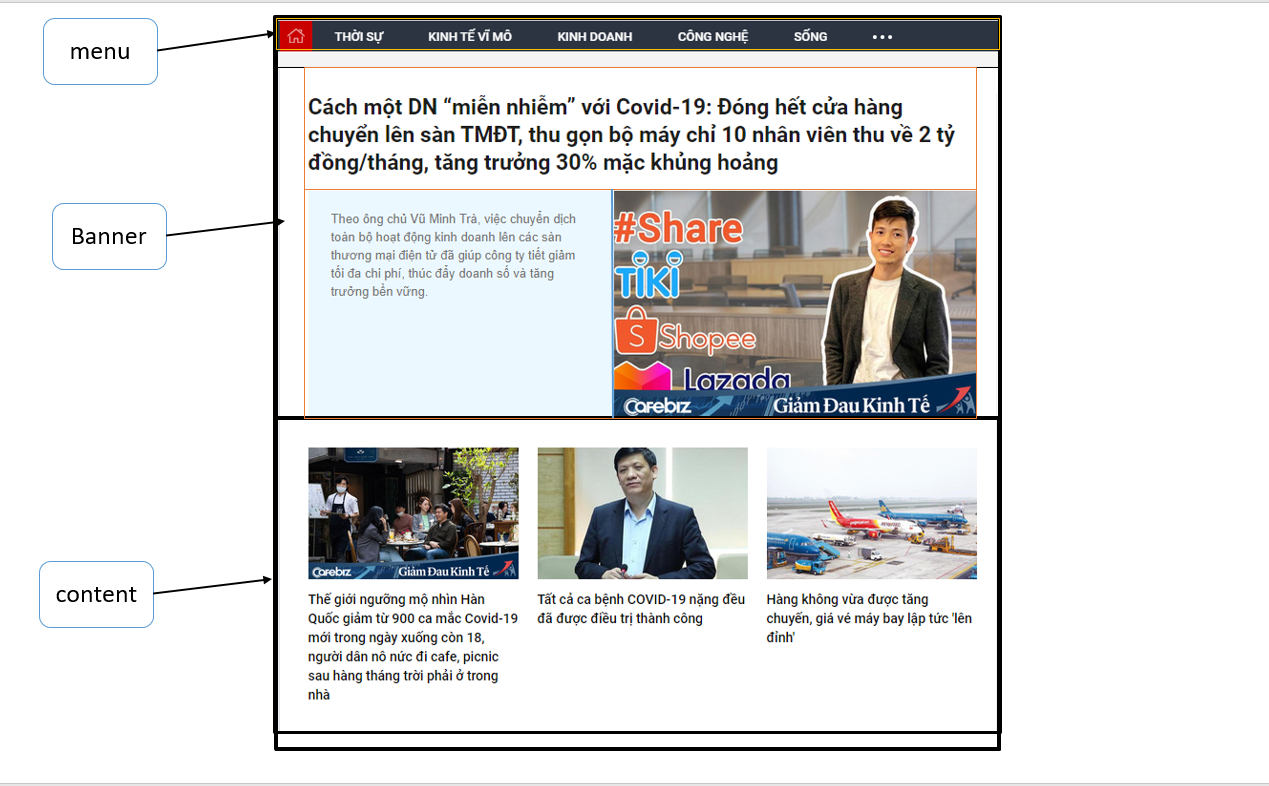 menu
THỜI SỰ KINH TẾ VĨ MÔ KINH DOANH CÔNG NGHỆ SỐNG
Cách một DN “miễn nhiễm” với Covid-19: Đóng hết cửa hàng
chuyển lên sàn TMĐT, thu gọn bộ máy chỉ 10 nhân viên thu về 2 tỷ
đồng/tháng, tăng trưởng 30% mặc khủng hoảng
Banner
Theo ông chủ Vũ Minh Trà, việc chuyển dịch
toàn bộ hoạt động kinh doanh lên các sàn
thương mại điện tử đã giúp công ty tiết giảm
tối đa chi phí, thúc đẩy doanh số và tăng
trưởng bền vững.
#Share
TIKI
S Shopee
Lazada
Cafebiz Giảm Đau Kinh Tế
content
Cafebiz Giảm Đau Kinh Tế
Thế giới ngưỡng mộ nhìn Hàn
Quốc giảm từ 900 ca mắc Covid-19
mới trong ngày xuống còn 18,
người dân nô nức đi cafe, picnic
sau hàng tháng trời phải ở trong
nhà
Tất cả ca bệnh COVID-19 nặng đều
đã được điều trị thành công
Hàng không vừa được tăng
chuyến, giá vé máy bay lập tức 'lên
đỉnh'